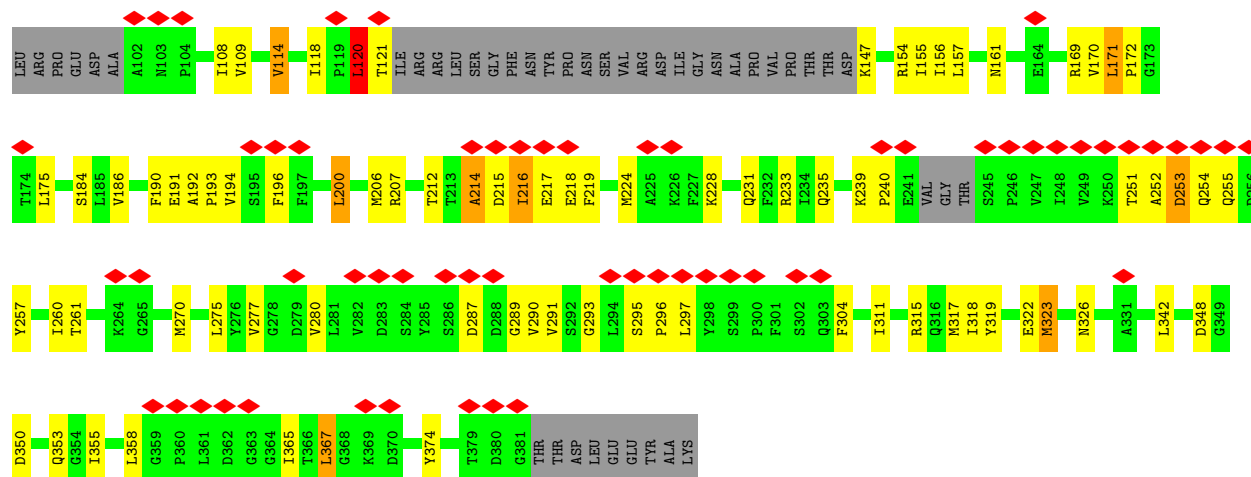 LEU ARG PRO GLU ASP ALA A102 N103 P104 I108 V109 V114 I118 P119 L120 T121 ILE ARG ARG LEU SER GLY PHE ASN TYR PRO ASN SER VAL ARG ASP ILE GLY ASN ALA PRO VAL PRO THR THR ASP K147 R154 I155 I156 L157 N161 E164 R169 V170 L171 P172 G173
T174 L175 S184 L185 V186 F190 E191 A192 P193 V194 S195 F196 F197 L200 M206 R207 T212 T213 A214 D215 I216 E217 E218 F219 M224 A225 K226 F227 K228 Q231 F232 R233 I234 Q235 K239 P240 E241 VAL GLY THR S245 P246 V247 I248 V249 K250 T251 A252 D253 Q254 Q255 D256
Y257 I260 T261 K264 G265 M270 L275 Y276 V277 G278 D279 V280 L281 V282 D283 S284 Y285 S286 D287 D288 G289 V290 V291 S292 G293 L294 S295 P296 L297 Y298 S299 P300 F301 S302 Q303 F304 I311 R315 Q316 M317 I318 Y319 E322 M323 N326 A331 L342 D348 G349
D350 Q353 G354 I355 L358 G359 P360 L361 D362 G363 G364 I365 T366 L367 G368 K369 D370 Y374 T379 D380 G381 THR THR ASP LEU GLU GLU TYR ALA LYS